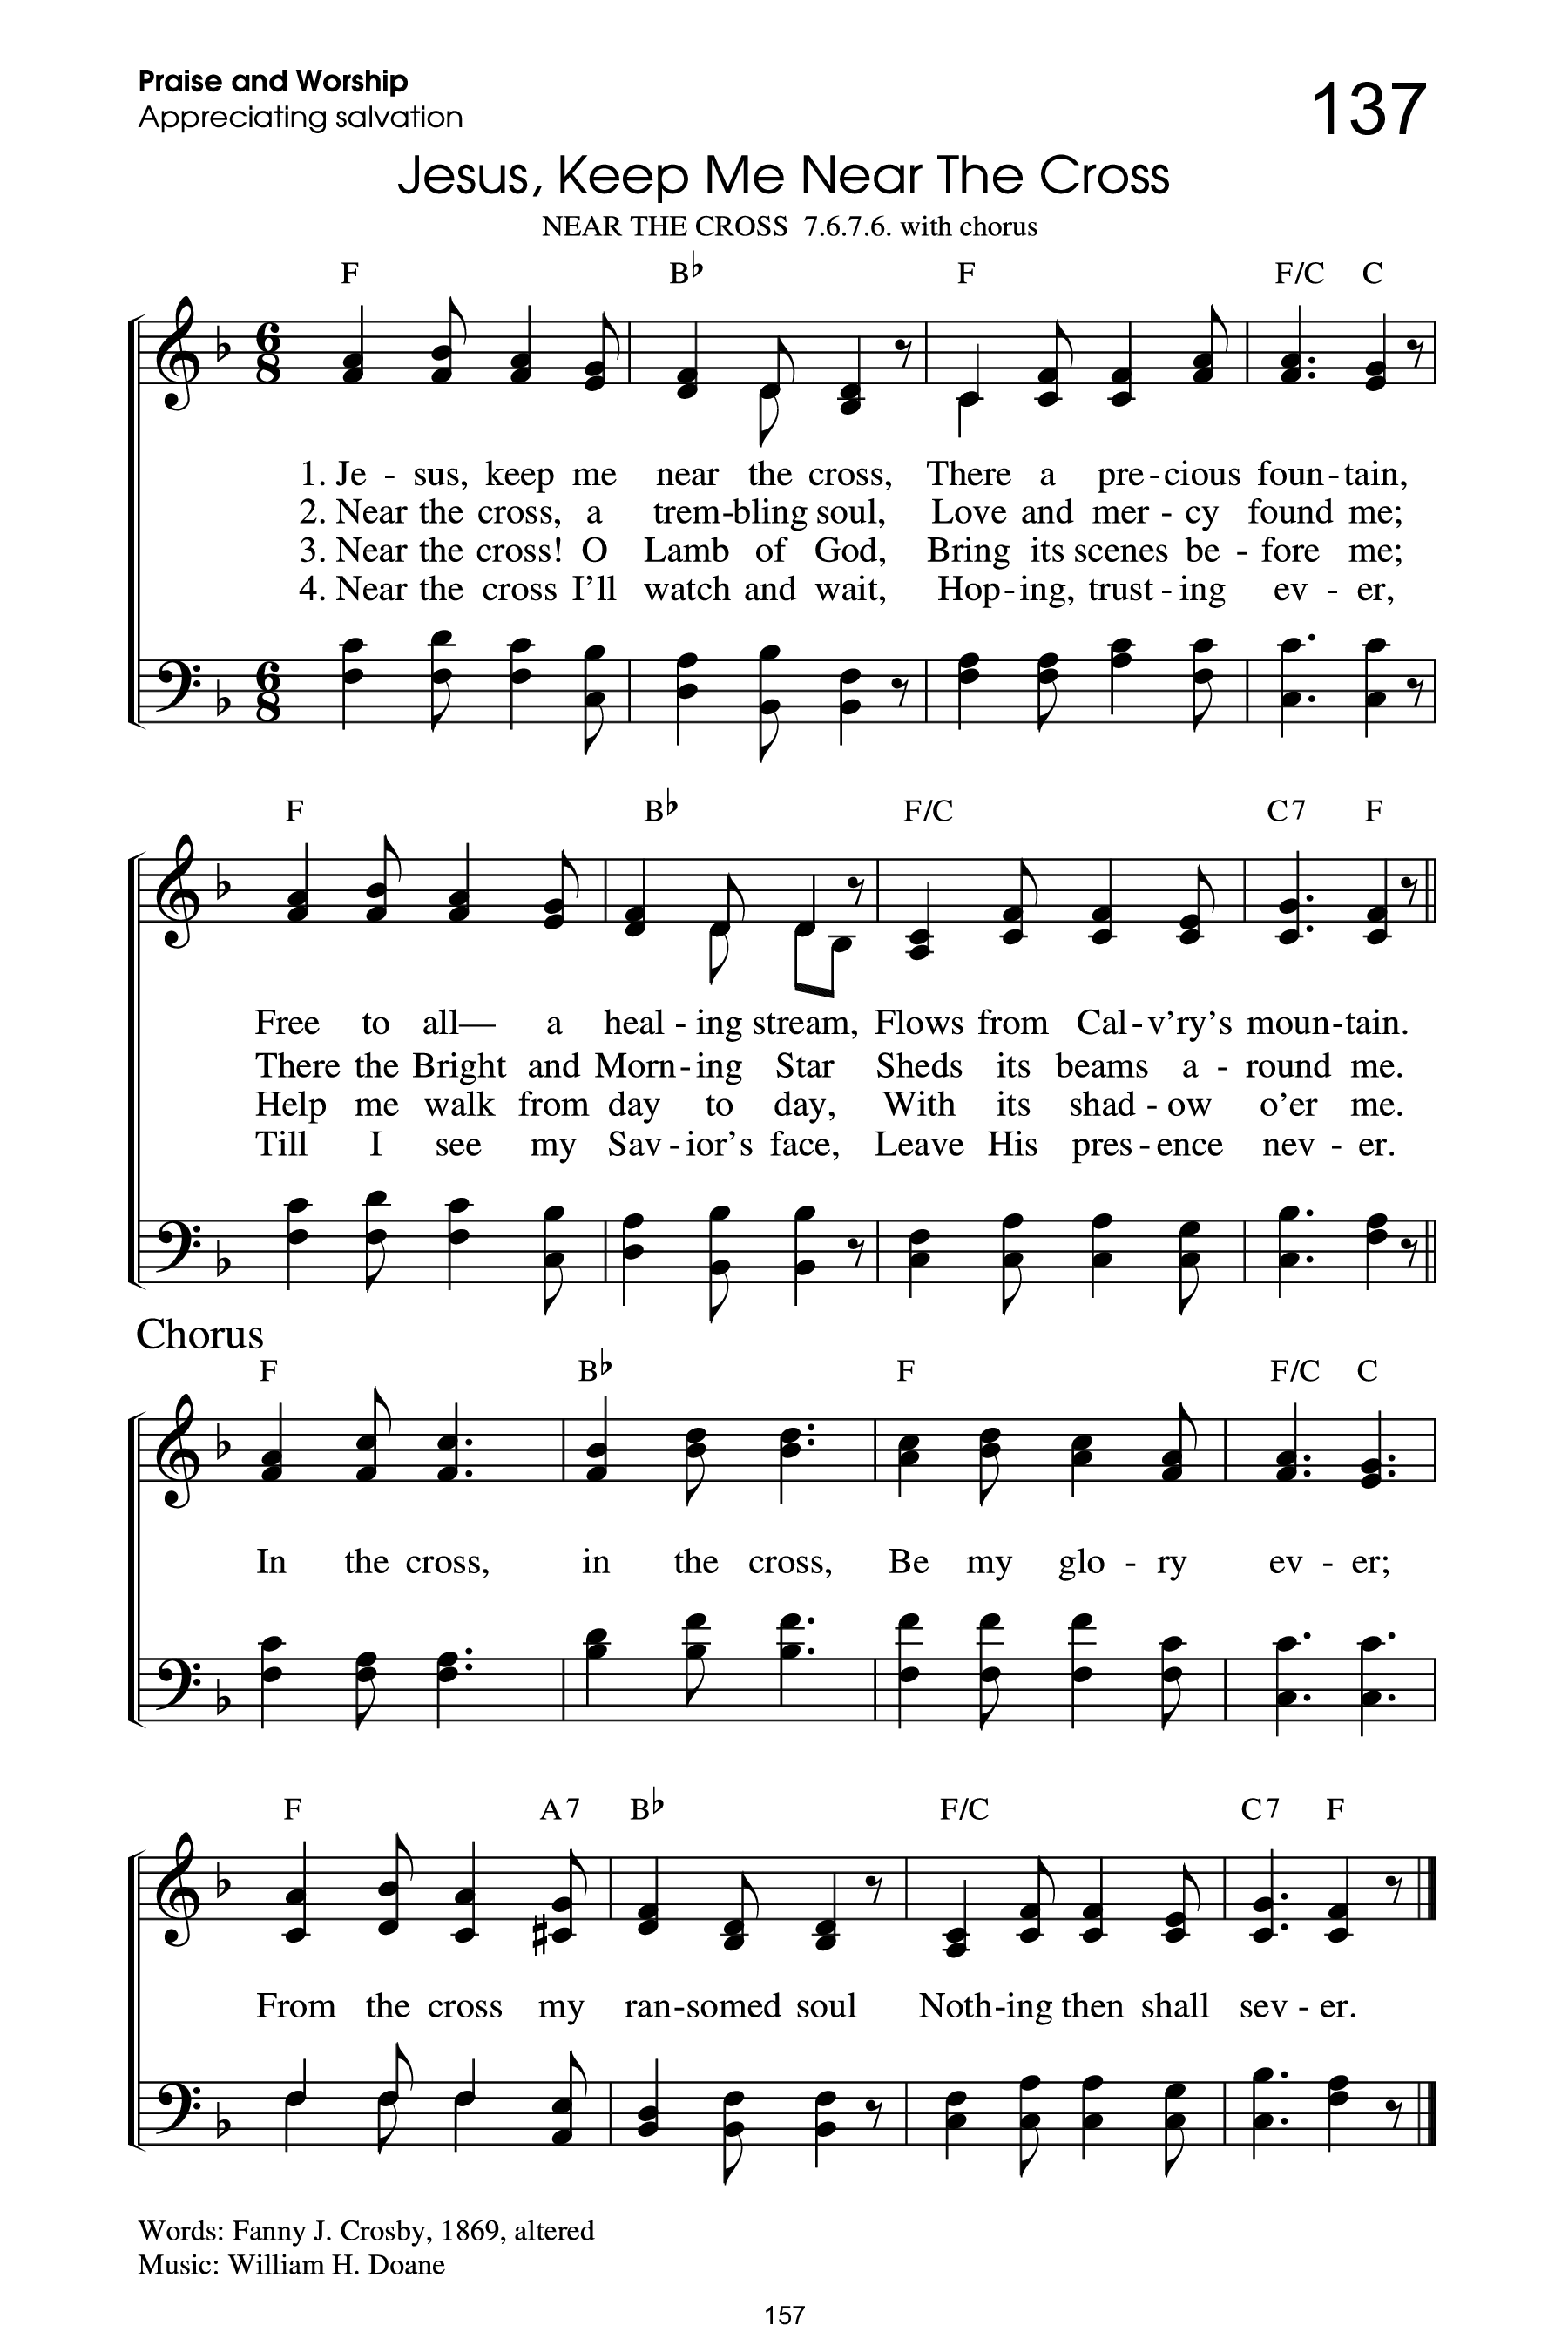 Praise and Worship
137
Appreciating salvation
Jesus, Keep Me Near The Cross
NEAR THE CROSS 7.6.7.6. with chorus
F B♭ F F/C C
6/8
1. Je - sus, keep me near the cross, There a pre - cious foun - tain,
2. Near the cross, a trem - bling soul, Love and mer - cy found me;
3. Near the cross! O Lamb of God, Bring its scenes be - fore me;
4. Near the cross I'll watch and wait, Hop - ing, trust - ing ev - er,
6/8
F B♭ F/C C7 F
Free to all— a heal - ing stream, Flows from Cal - v'ry's moun - tain.
There the Bright and Morn - ing Star Sheds its beams a - round me.
Help me walk from day to day, With its shad - ow o'er me.
Till I see my Sav - ior's face, Leave His pres - ence nev - er.
Chorus
F B♭ F F/C C
In the cross, in the cross, Be my glo - ry ev - er;
F A7 B♭ F/C C7 F
From the cross my ran - somed soul Noth - ing then shall sev - er.
Words: Fanny J. Crosby, 1869, altered
Music: William H. Doane
157